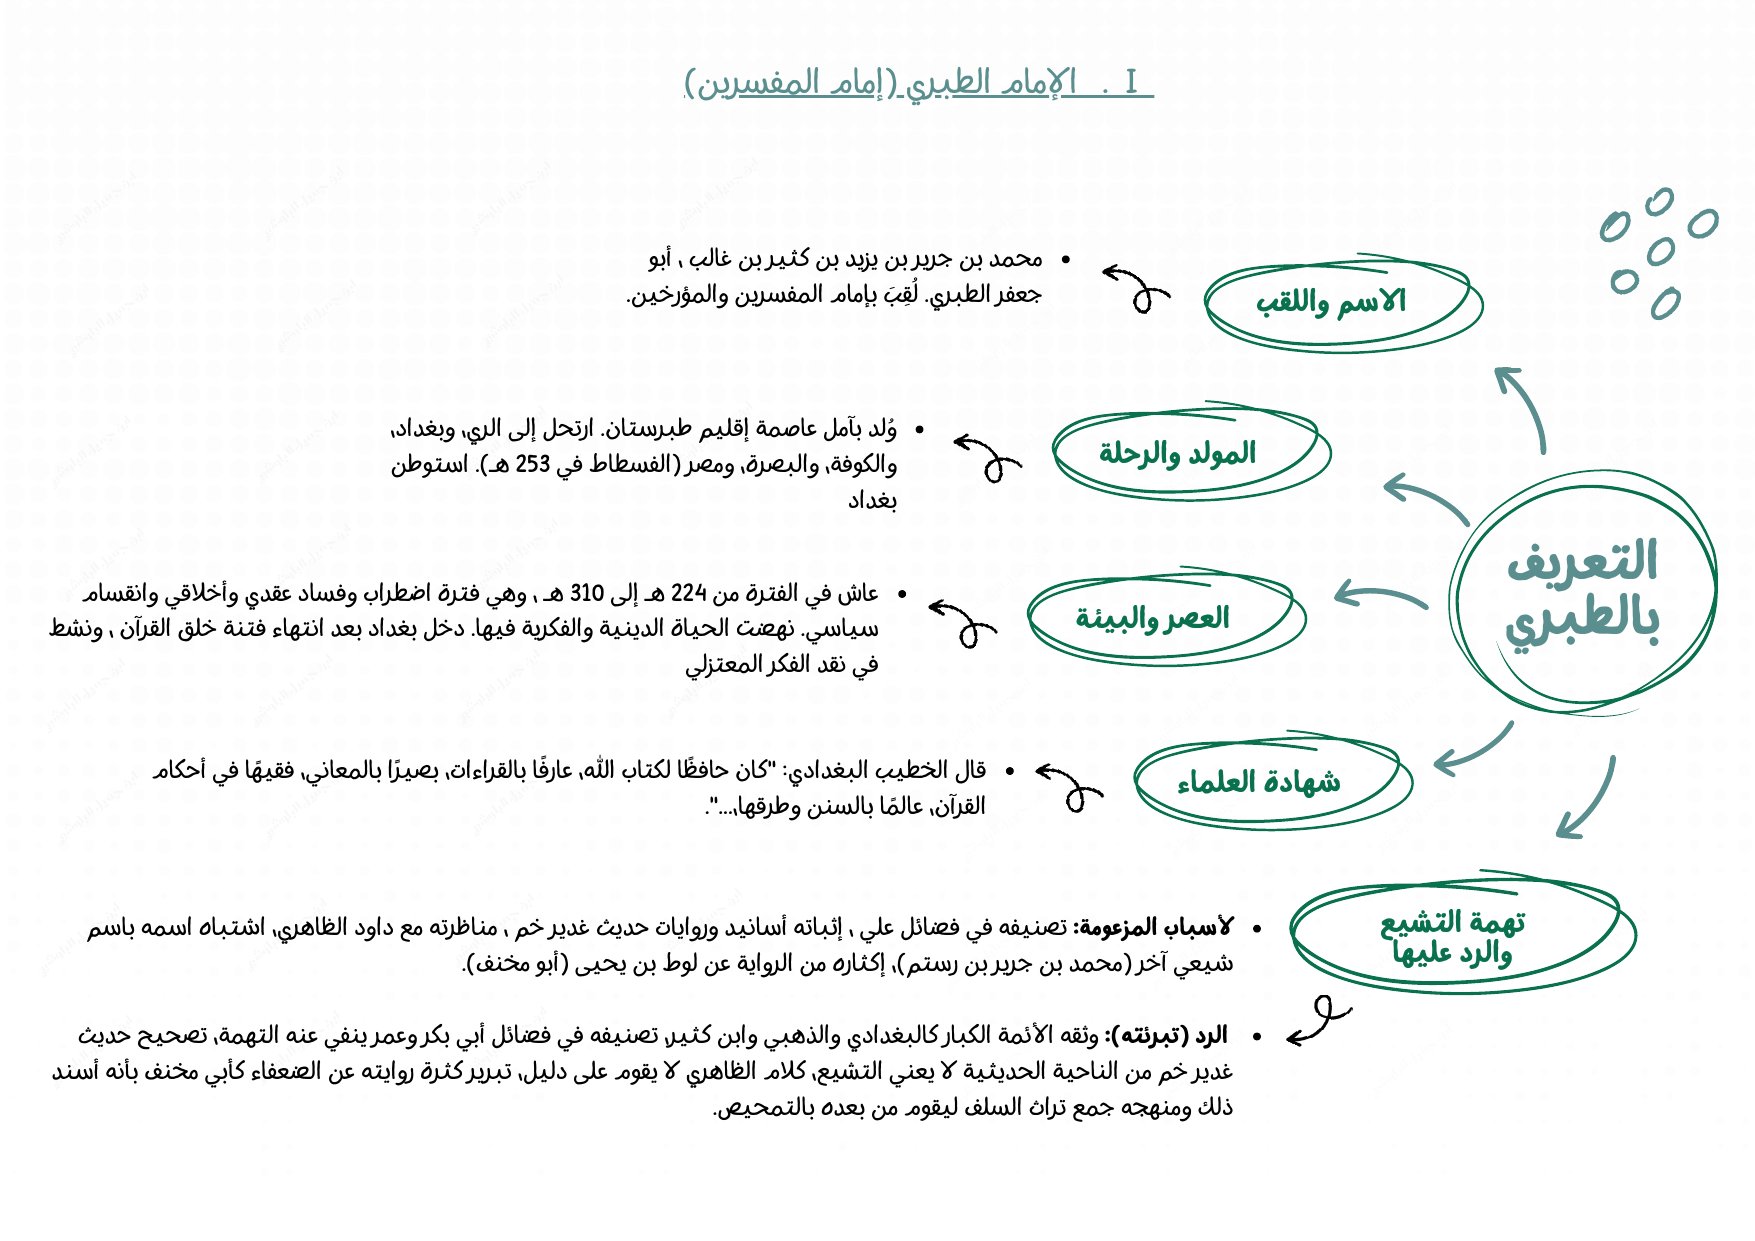 I . الإمام الطبري (إمام المفسرين)
التعريف
بالطبري
الاسم واللقب
• محمد بن جرير بن يزيد بن كثير بن غالب ، أبو
جعفر الطبري. لُقِبَ بإمام المفسرين والمؤرخين.
المولد والرحلة
• وُلد بآمل عاصمة إقليم طبرستان. ارتحل إلى الري، وبغداد،
والكوفة، والبصرة، ومصر (الفسطاط في 253 هـ). استوطن
بغداد
العصر والبيئة
• عاش في الفترة من 224 هـ إلى 310 هـ ، وهي فترة اضطراب وفساد عقدي وأخلاقي وانقسام
سياسي. نهضت الحياة الدينية والفكرية فيها. دخل بغداد بعد انتهاء فتنة خلق القرآن ، ونشط
في نقد الفكر المعتزلي
شهادة العلماء
• قال الخطيب البغدادي: "كان حافظًا لكتاب الله، عارفًا بالقراءات، بصيرًا بالمعاني، فقيهًا في أحكام
القرآن، عالمًا بالسنن وطرقها،...".
تهمة التشيع
والرد عليها
• لأسباب المزعومة: تصنيفه في فضائل علي ، إثباته أسانيد وروايات حديث غدير خم ، مناظرته مع داود الظاهري، اشتباه اسمه باسم
شيعي آخر (محمد بن جرير بن رستم)، إكثاره من الرواية عن لوط بن يحيى (أبو مخنف).
• الرد (تبرئته): وثقه الأئمة الكبار كالبغدادي والذهبي وابن كثير، تصنيفه في فضائل أبي بكر وعمر ينفي عنه التهمة، تصحيح حديث
غدير خم من الناحية الحديثية لا يعني التشيع، كلام الظاهري لا يقوم على دليل، تبرير كثرة روايته عن الضعفاء كأبي مخنف بأنه أسند
ذلك ومنهجه جمع تراث السلف ليقوم من بعده بالتمحيص.